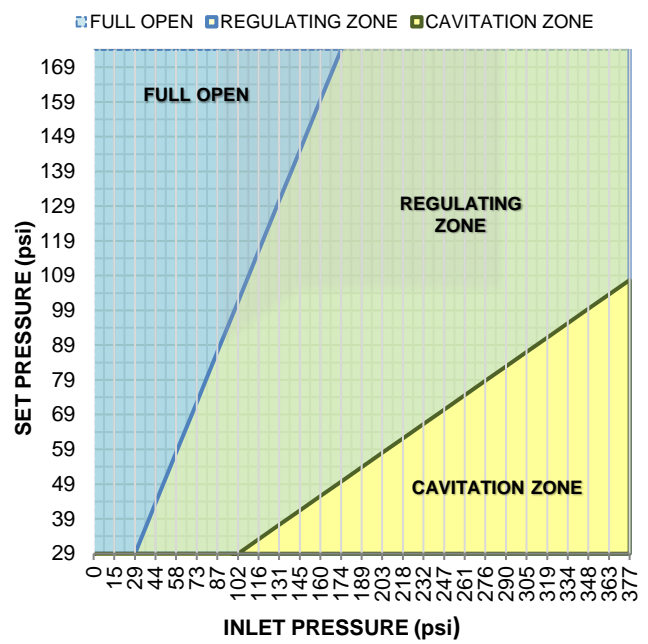 FULL OPEN REGULATING ZONE CAVITATION ZONE
169
159
149
139
129
119
109
99
89
79
69
59
49
39
29
SET PRESSURE (psi)
FULL OPEN
REGULATING
ZONE
CAVITATION ZONE
0 15 29 44 58 73 87 102 116 131 145 160 174 189 203 218 232 247 261 276 290 305 319 334 348 363 377
INLET PRESSURE (psi)